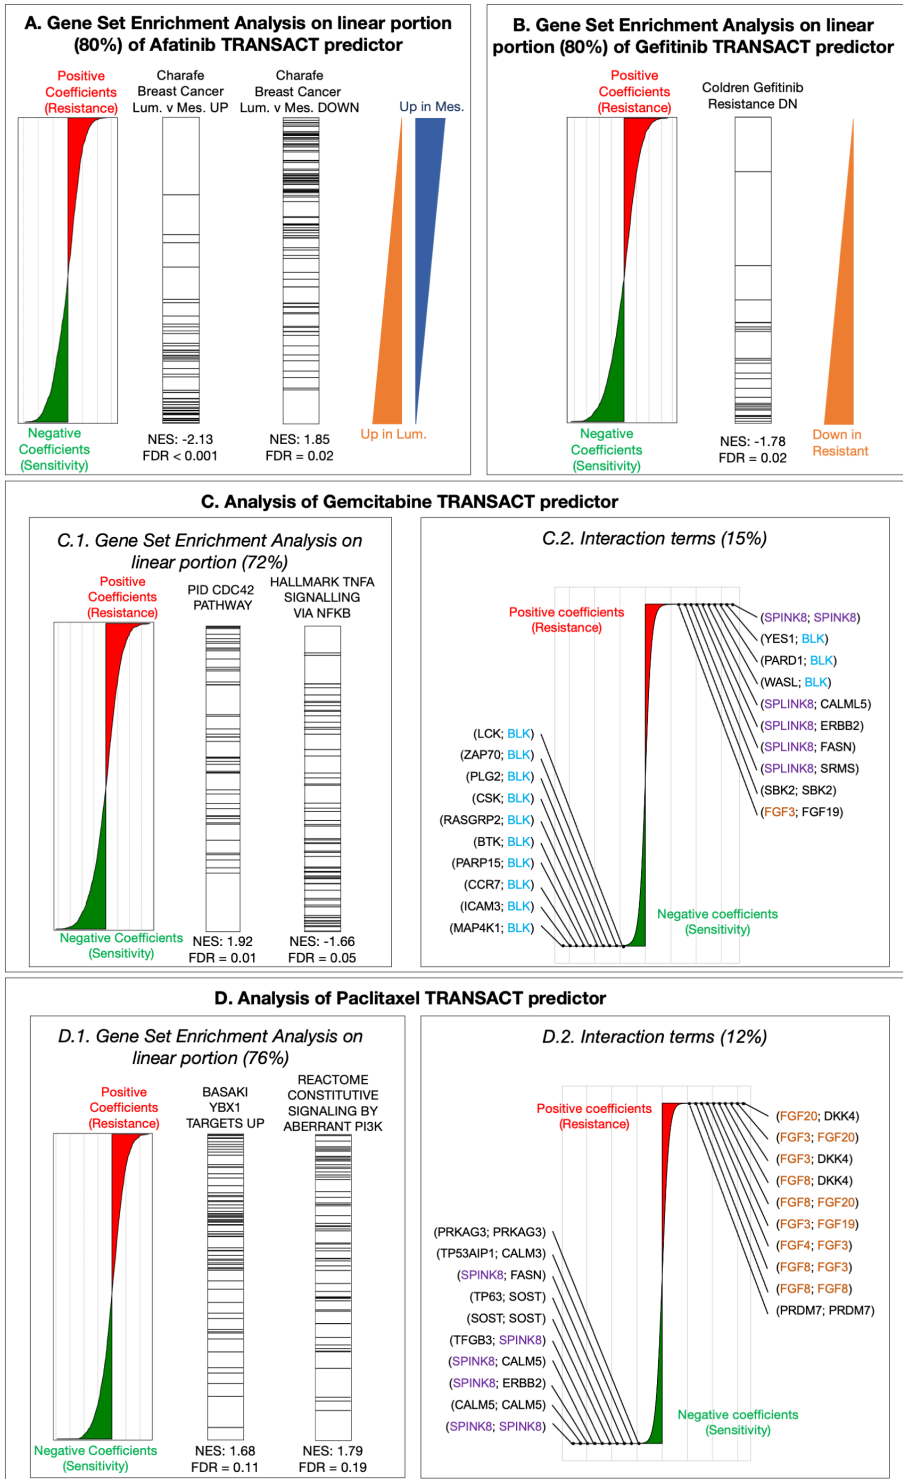 A. Gene Set Enrichment Analysis on linear portion
(80%) of Afatinib TRANSACT predictor
Positive
Coefficients
(Resistance)
Charafe
Breast Cancer
Lum. v Mes. UP
Charafe
Breast Cancer
Lum. v Mes. DOWN
Up in Mes.
Negative
Coefficients
(Sensitivity)
NES: -2.13
FDR < 0.001
NES: 1.85
FDR = 0.02
Up in Lum.
B. Gene Set Enrichment Analysis on linear
portion (80%) of Gefitinib TRANSACT predictor
Positive
Coefficients
(Resistance)
Coldren Gefitinib
Resistance DN
Negative
Coefficients
(Sensitivity)
NES: -1.78
FDR = 0.02
Down in
Resistant
C. Analysis of Gemcitabine TRANSACT predictor
C.1. Gene Set Enrichment Analysis on
linear portion (72%)
Positive
Coefficients
(Resistance)
PID CDC42
PATHWAY
HALLMARK TNFA
SIGNALLING
VIA NFKB
Negative Coefficients
(Sensitivity)
NES: 1.92
FDR = 0.01
NES: -1.66
FDR = 0.05
C.2. Interaction terms (15%)
Positive coefficients
(Resistance)
(SPINK8; SPINK8)
(YES1; BLK)
(PARD1; BLK)
(WASL; BLK)
(SPLINK8; CALML5)
(SPLINK8; ERBB2)
(SPLINK8; FASN)
(SPLINK8; SRMS)
(SBK2; SBK2)
(FGF3; FGF19)
(LCK; BLK)
(ZAP70; BLK)
(PLG2; BLK)
(CSK; BLK)
(RASGRP2; BLK)
(BTK; BLK)
(PARP15; BLK)
(CCR7; BLK)
(ICAM3; BLK)
(MAP4K1; BLK)
Negative coefficients
(Sensitivity)
D. Analysis of Paclitaxel TRANSACT predictor
D.1. Gene Set Enrichment Analysis on
linear portion (76%)
Positive
Coefficients
(Resistance)
BASAKI
YBX1
TARGETS UP
REACTOME
CONSTITUTIVE
SIGNALING BY
ABERRANT PI3K
Negative Coefficients
(Sensitivity)
NES: 1.68
FDR = 0.11
NES: 1.79
FDR = 0.19
D.2. Interaction terms (12%)
Positive coefficients
(Resistance)
(FGF20; DKK4)
(FGF3; FGF20)
(FGF3; DKK4)
(FGF8; DKK4)
(FGF8; FGF20)
(FGF3; FGF19)
(FGF4; FGF3)
(FGF8; FGF3)
(FGF8; FGF8)
(PRDM7; PRDM7)
(PRKAG3; PRKAG3)
(TP53AIP1; CALM3)
(SPINK8; FASN)
(TP63; SOST)
(SOST; SOST)
(TFGB3; SPINK8)
(SPINK8; CALM5)
(SPINK8; ERBB2)
(CALM5; CALM5)
(SPINK8; SPINK8)
Negative coefficients
(Sensitivity)